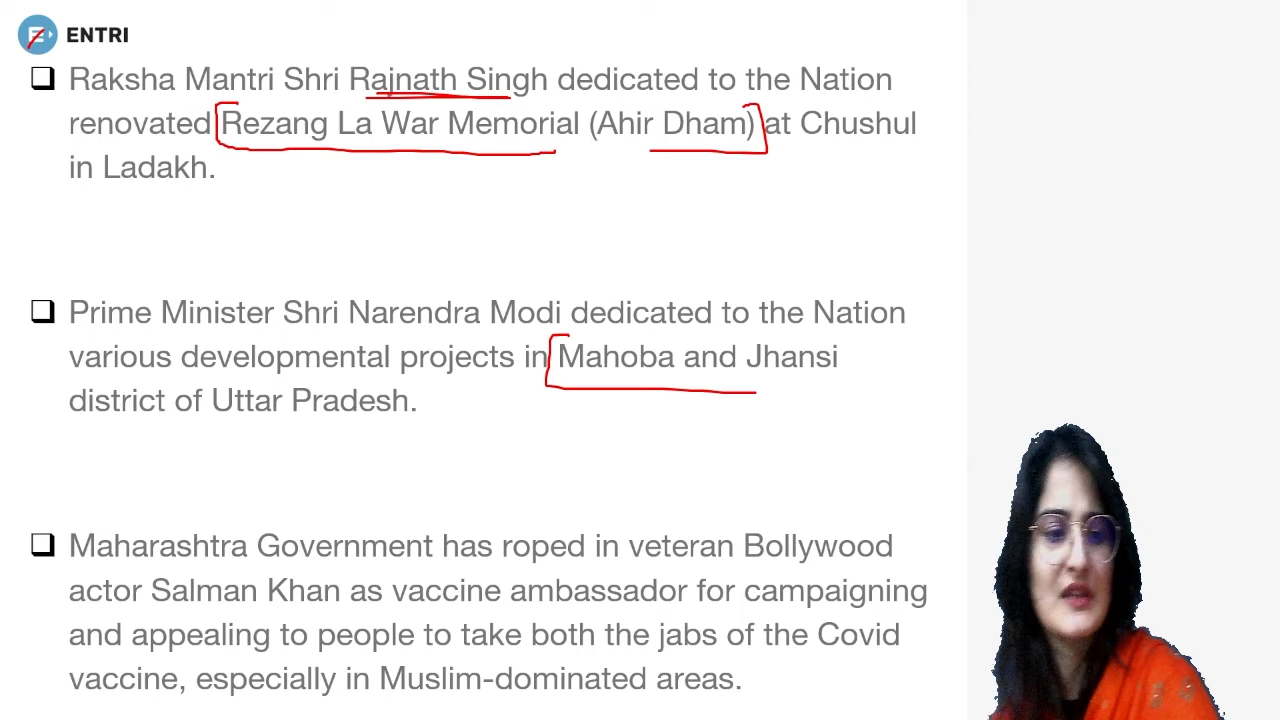 ENTRI
Raksha Mantri Shri Rajnath Singh dedicated to the Nation
renovated Rezang La War Memorial (Ahir Dham) at Chushul
in Ladakh.
Prime Minister Shri Narendra Modi dedicated to the Nation
various developmental projects in Mahoba and Jhansi
district of Uttar Pradesh.
Maharashtra Government has roped in veteran Bollywood
actor Salman Khan as vaccine ambassador for campaigning
and appealing to people to take both the jabs of the Covid
vaccine, especially in Muslim-dominated areas.